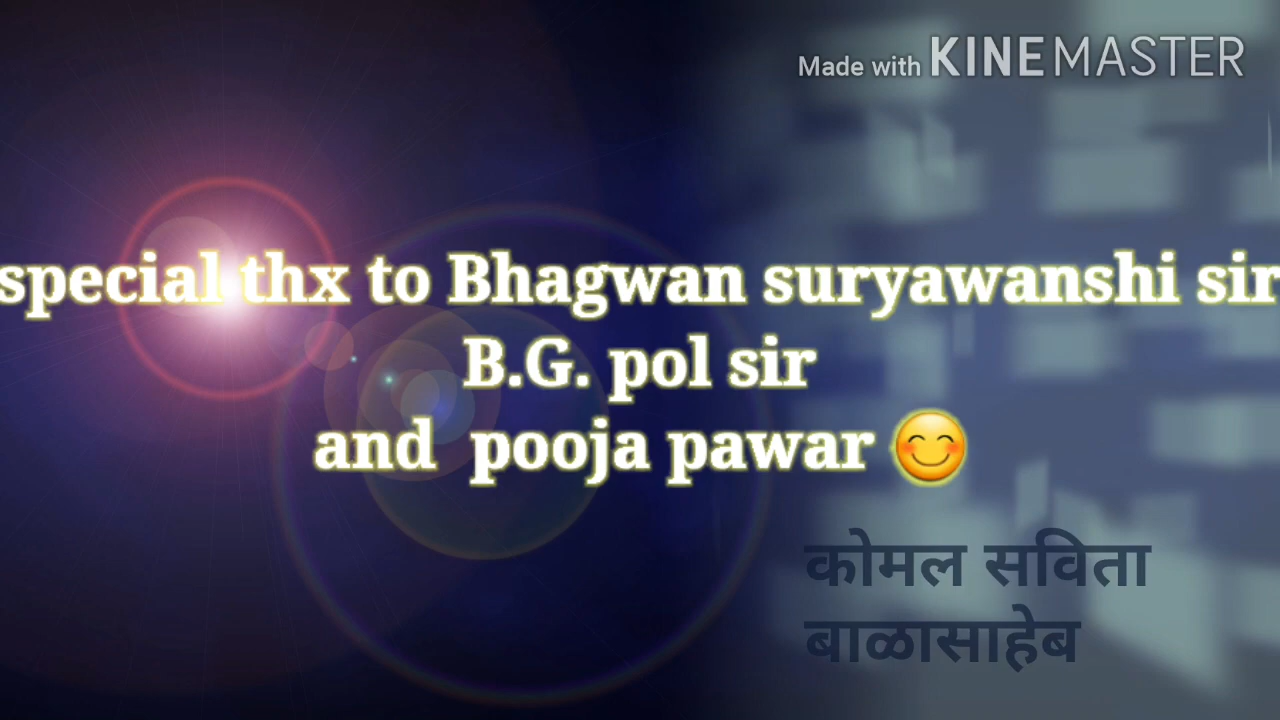 Made with KINEMASTER
special thx to Bhagwan suryawanshi sir
B.G. pol sir
and pooja pawar 😊
कोमल सविता
बाळासाहेब